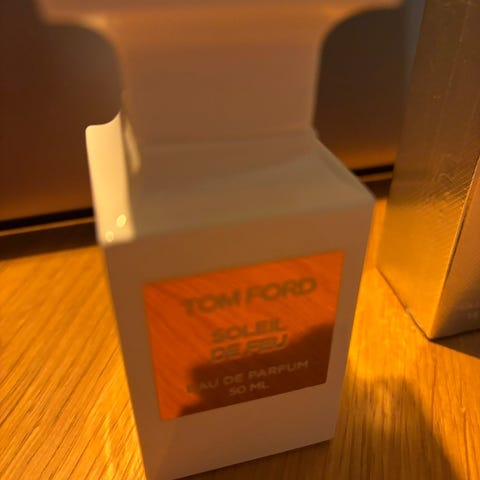 TOM FORD
SOLEIL
DE FEU
EAU DE PARFUM
50 ML